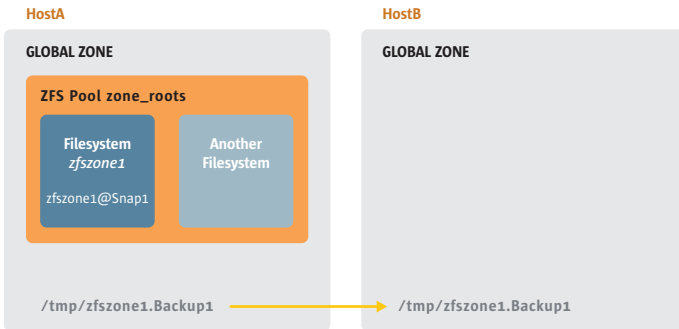 HostA
HostB
GLOBAL ZONE
GLOBAL ZONE
ZFS Pool zone_roots
Filesystem
zfszone1
zfszone1@Snap1
Another
Filesystem
/tmp/zfszone1.Backup1
/tmp/zfszone1.Backup1